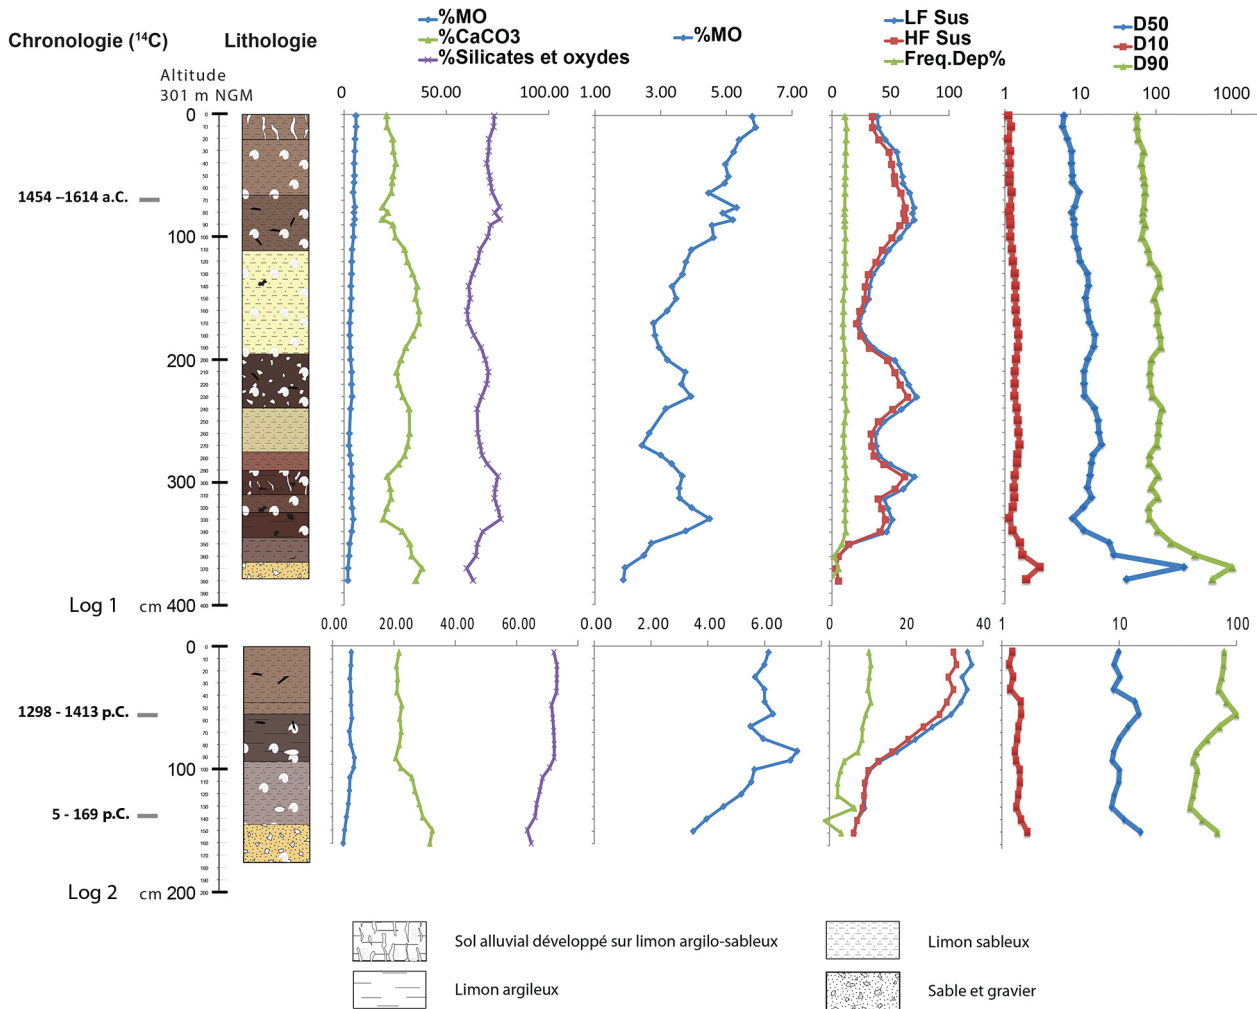 Chronologie (¹⁴C)
Lithologie
%MO
%CaCO3
%Silicates et oxydes
%MO
LF Sus
HF Sus
Freq.Dep%
D50
D10
D90
Altitude
301 m NGM
0 50.00 100.00
1.00 3.00 5.00 7.00
0 50 100
1 10 100 1000
0
1454 --1614 a.C.
100
200
300
Log 1 cm 400
0.00 20.00 40.00 60.00
0.00 2.00 4.00 6.00
0 20 40
1 10 100
0
1298 - 1413 p.C.
100
5 - 169 p.C.
Log 2 cm 200
Sol alluvial développé sur limon argilo-sableux
Limon sableux
Limon argileux
Sable et gravier